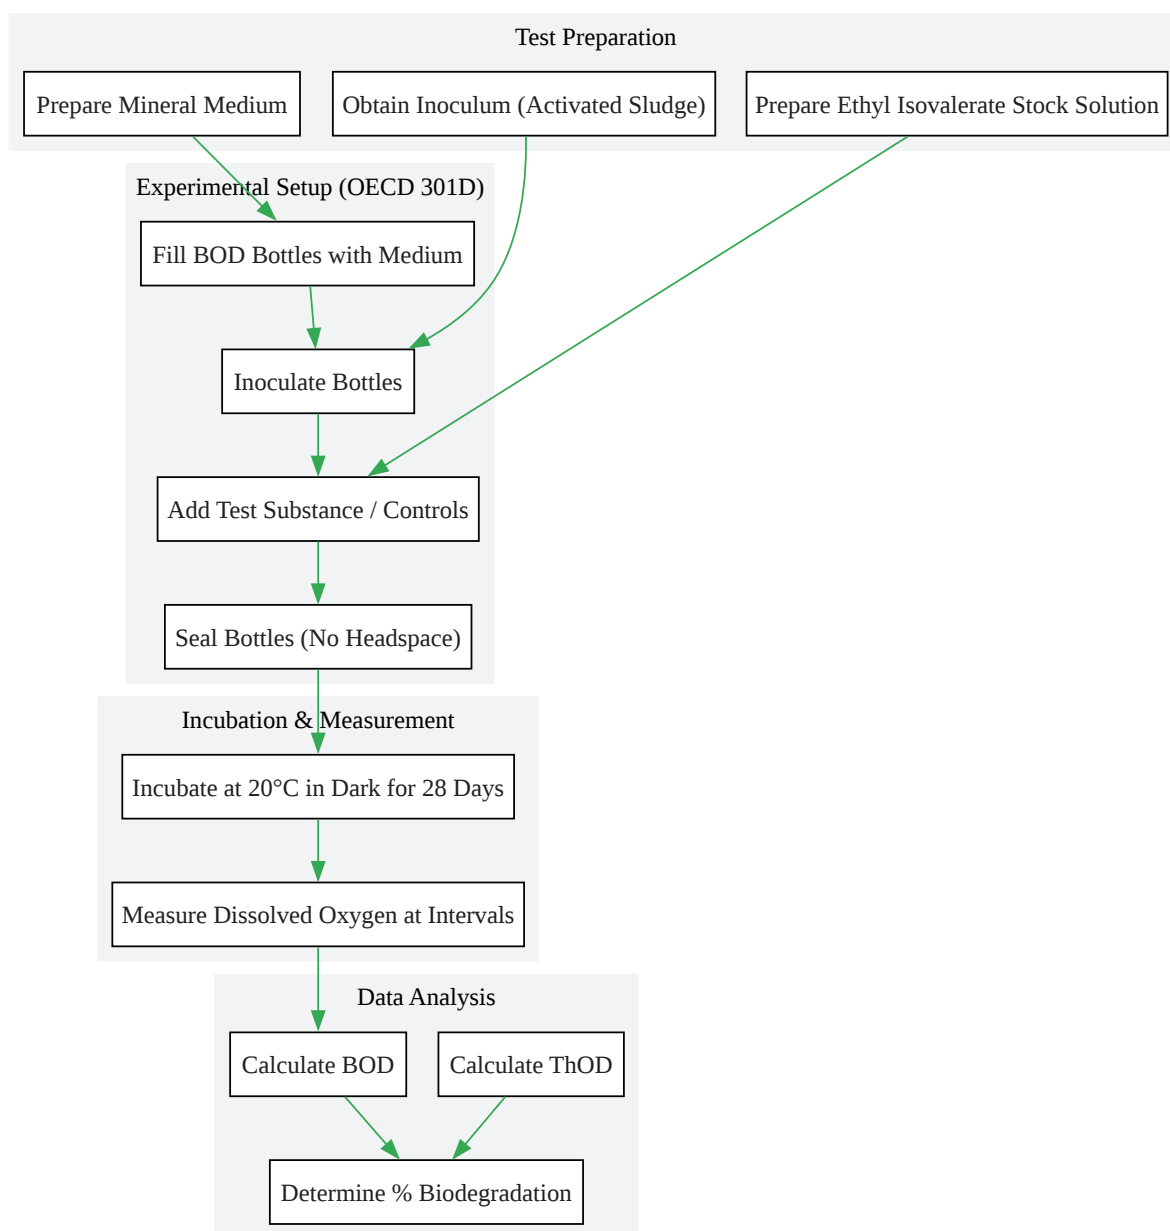 Test Preparation
Prepare Mineral Medium
Obtain Inoculum (Activated Sludge)
Prepare Ethyl Isovalerate Stock Solution
Experimental Setup (OECD 301D)
Fill BOD Bottles with Medium
Inoculate Bottles
Add Test Substance / Controls
Seal Bottles (No Headspace)
Incubation & Measurement
Incubate at 20°C in Dark for 28 Days
Measure Dissolved Oxygen at Intervals
Data Analysis
Calculate BOD
Calculate ThOD
Determine % Biodegradation